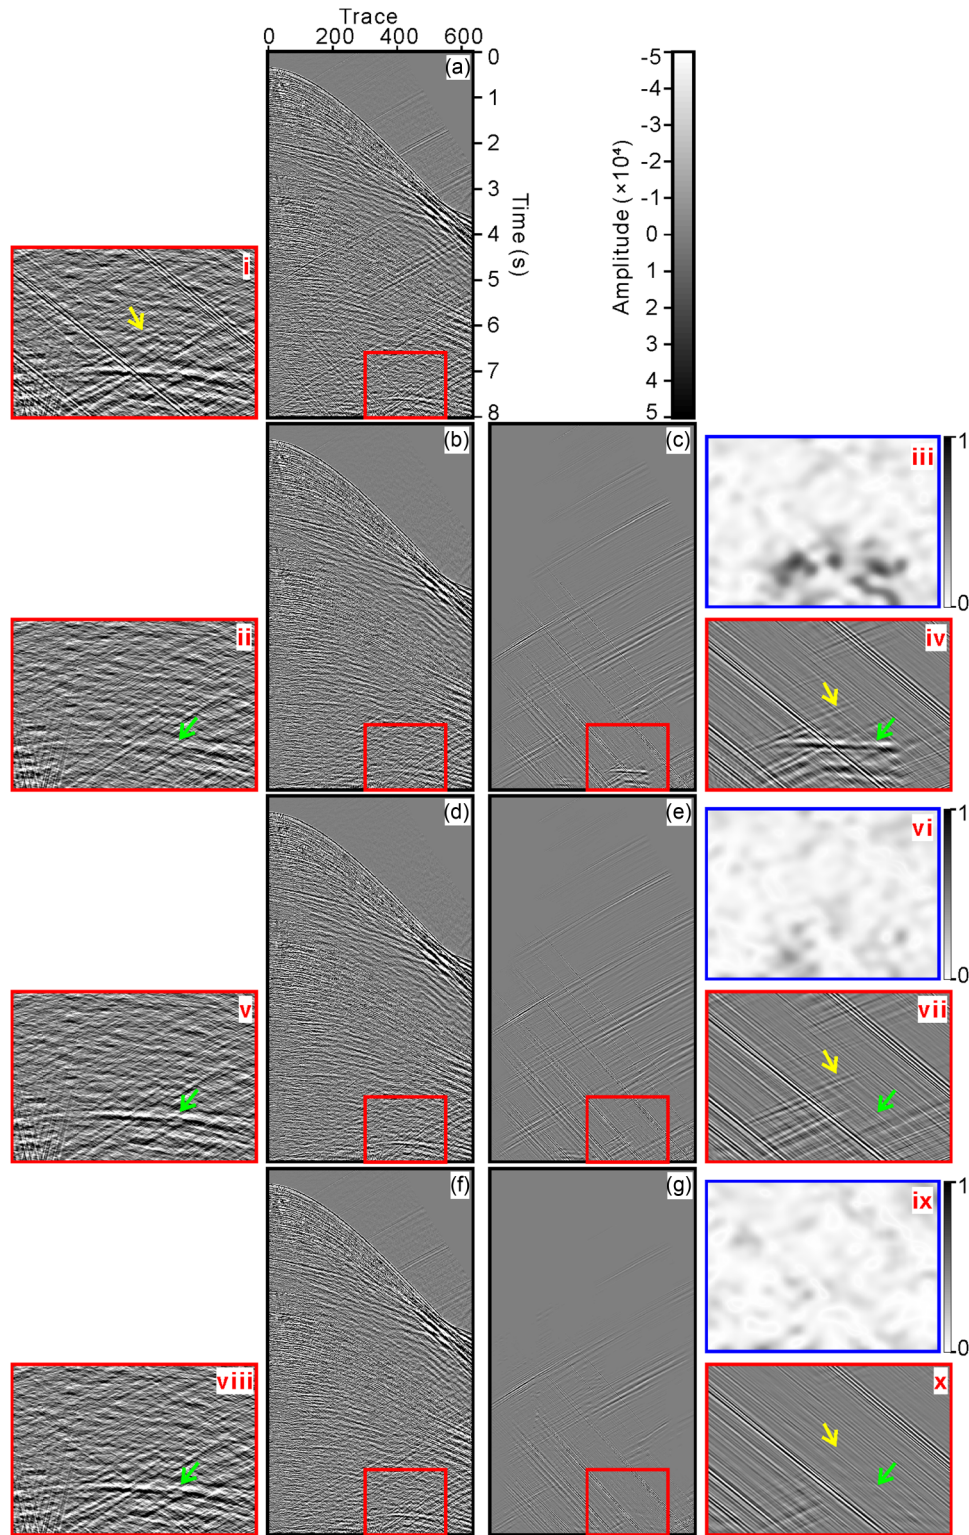 Trace
0 200 400 600
(a)
0
1
2
3
4
5
6
7
8
Time (s)
-5
-4
-3
-2
-1
0
1
2
3
4
5
Amplitude (×10⁴)
i
(b)
(c)
iii
1
0
ii
iv
(d)
(e)
vi
1
0
v
vii
(f)
(g)
ix
1
0
viii
x